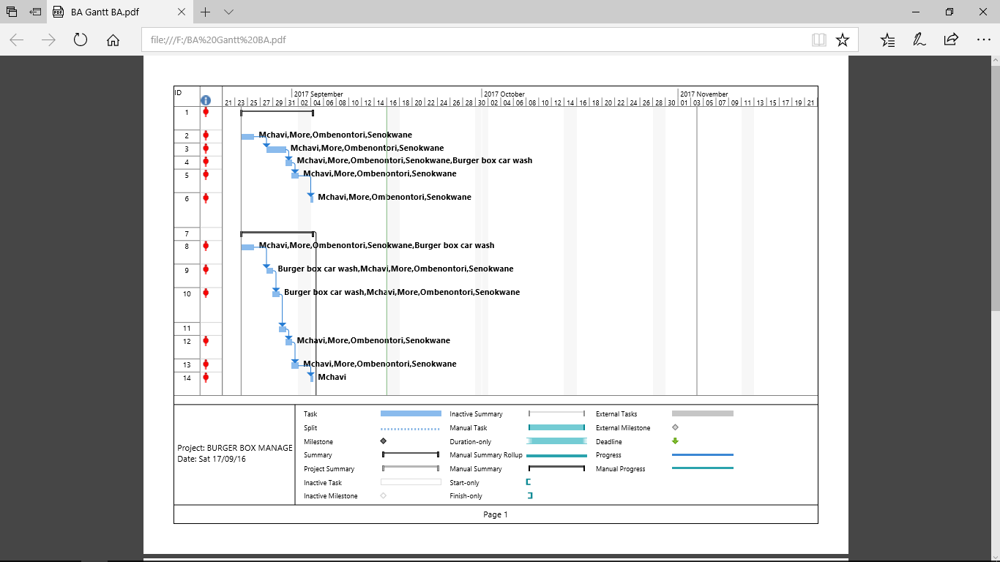 BA Gantt BA.pdf
file:///F:/BA%20Gantt%20BA.pdf
ID
2017 September 2017 October 2017 November
21 23 25 27 29 31 02 04 06 08 10 12 14 16 18 20 22 24 26 28 30 02 04 06 08 10 12 14 16 18 20 22 24 26 28 30 01 03 05 07 09 11 13 15 17 19 21
1
2 Mchavi,More,Ombenontori,Senokwane
3 Mchavi,More,Ombenontori,Senokwane
4 Mchavi,More,Ombenontori,Senokwane,Burger box car wash
5 Mchavi,More,Ombenontori,Senokwane
6 Mchavi,More,Ombenontori,Senokwane
7
8 Mchavi,More,Ombenontori,Senokwane,Burger box car wash
9 Burger box car wash,Mchavi,More,Ombenontori,Senokwane
10 Burger box car wash,Mchavi,More,Ombenontori,Senokwane
11
12 Mchavi,More,Ombenontori,Senokwane
13 Mchavi,More,Ombenontori,Senokwane
14 Mchavi
Project: BURGER BOX MANAGE
Date: Sat 17/09/16
Task
Split
Milestone
Summary
Project Summary
Inactive Task
Inactive Milestone
Inactive Summary
Manual Task
Duration-only
Manual Summary Rollup
Manual Summary
Start-only
Finish-only
External Tasks
External Milestone
Deadline
Progress
Manual Progress
Page 1